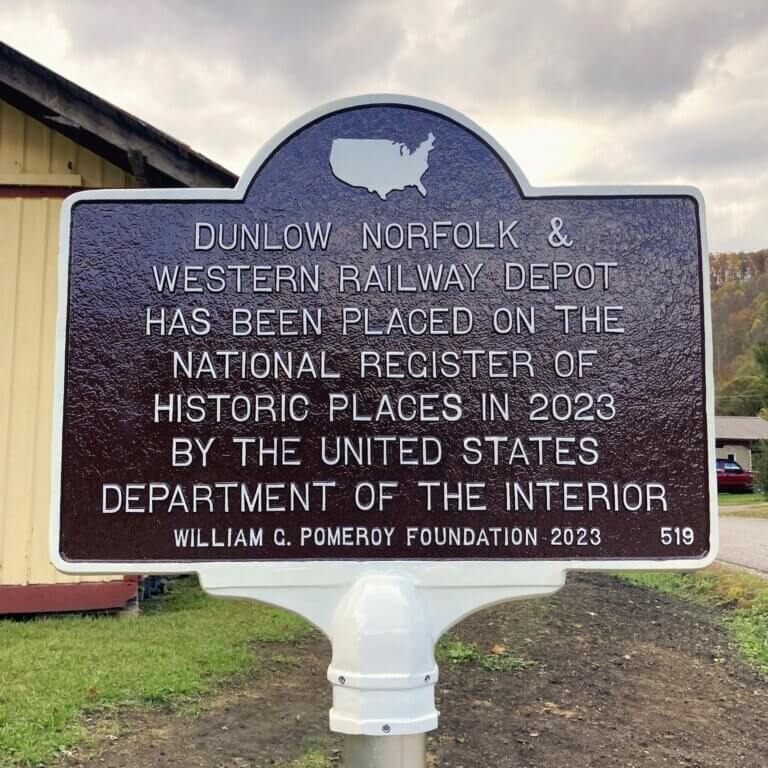 DUNLOW NORFOLK &
WESTERN RAILWAY DEPOT
HAS BEEN PLACED ON THE
NATIONAL REGISTER OF
HISTORIC PLACES IN 2023
BY THE UNITED STATES
DEPARTMENT OF THE INTERIOR
WILLIAM G. POMEROY FOUNDATION 2023 519